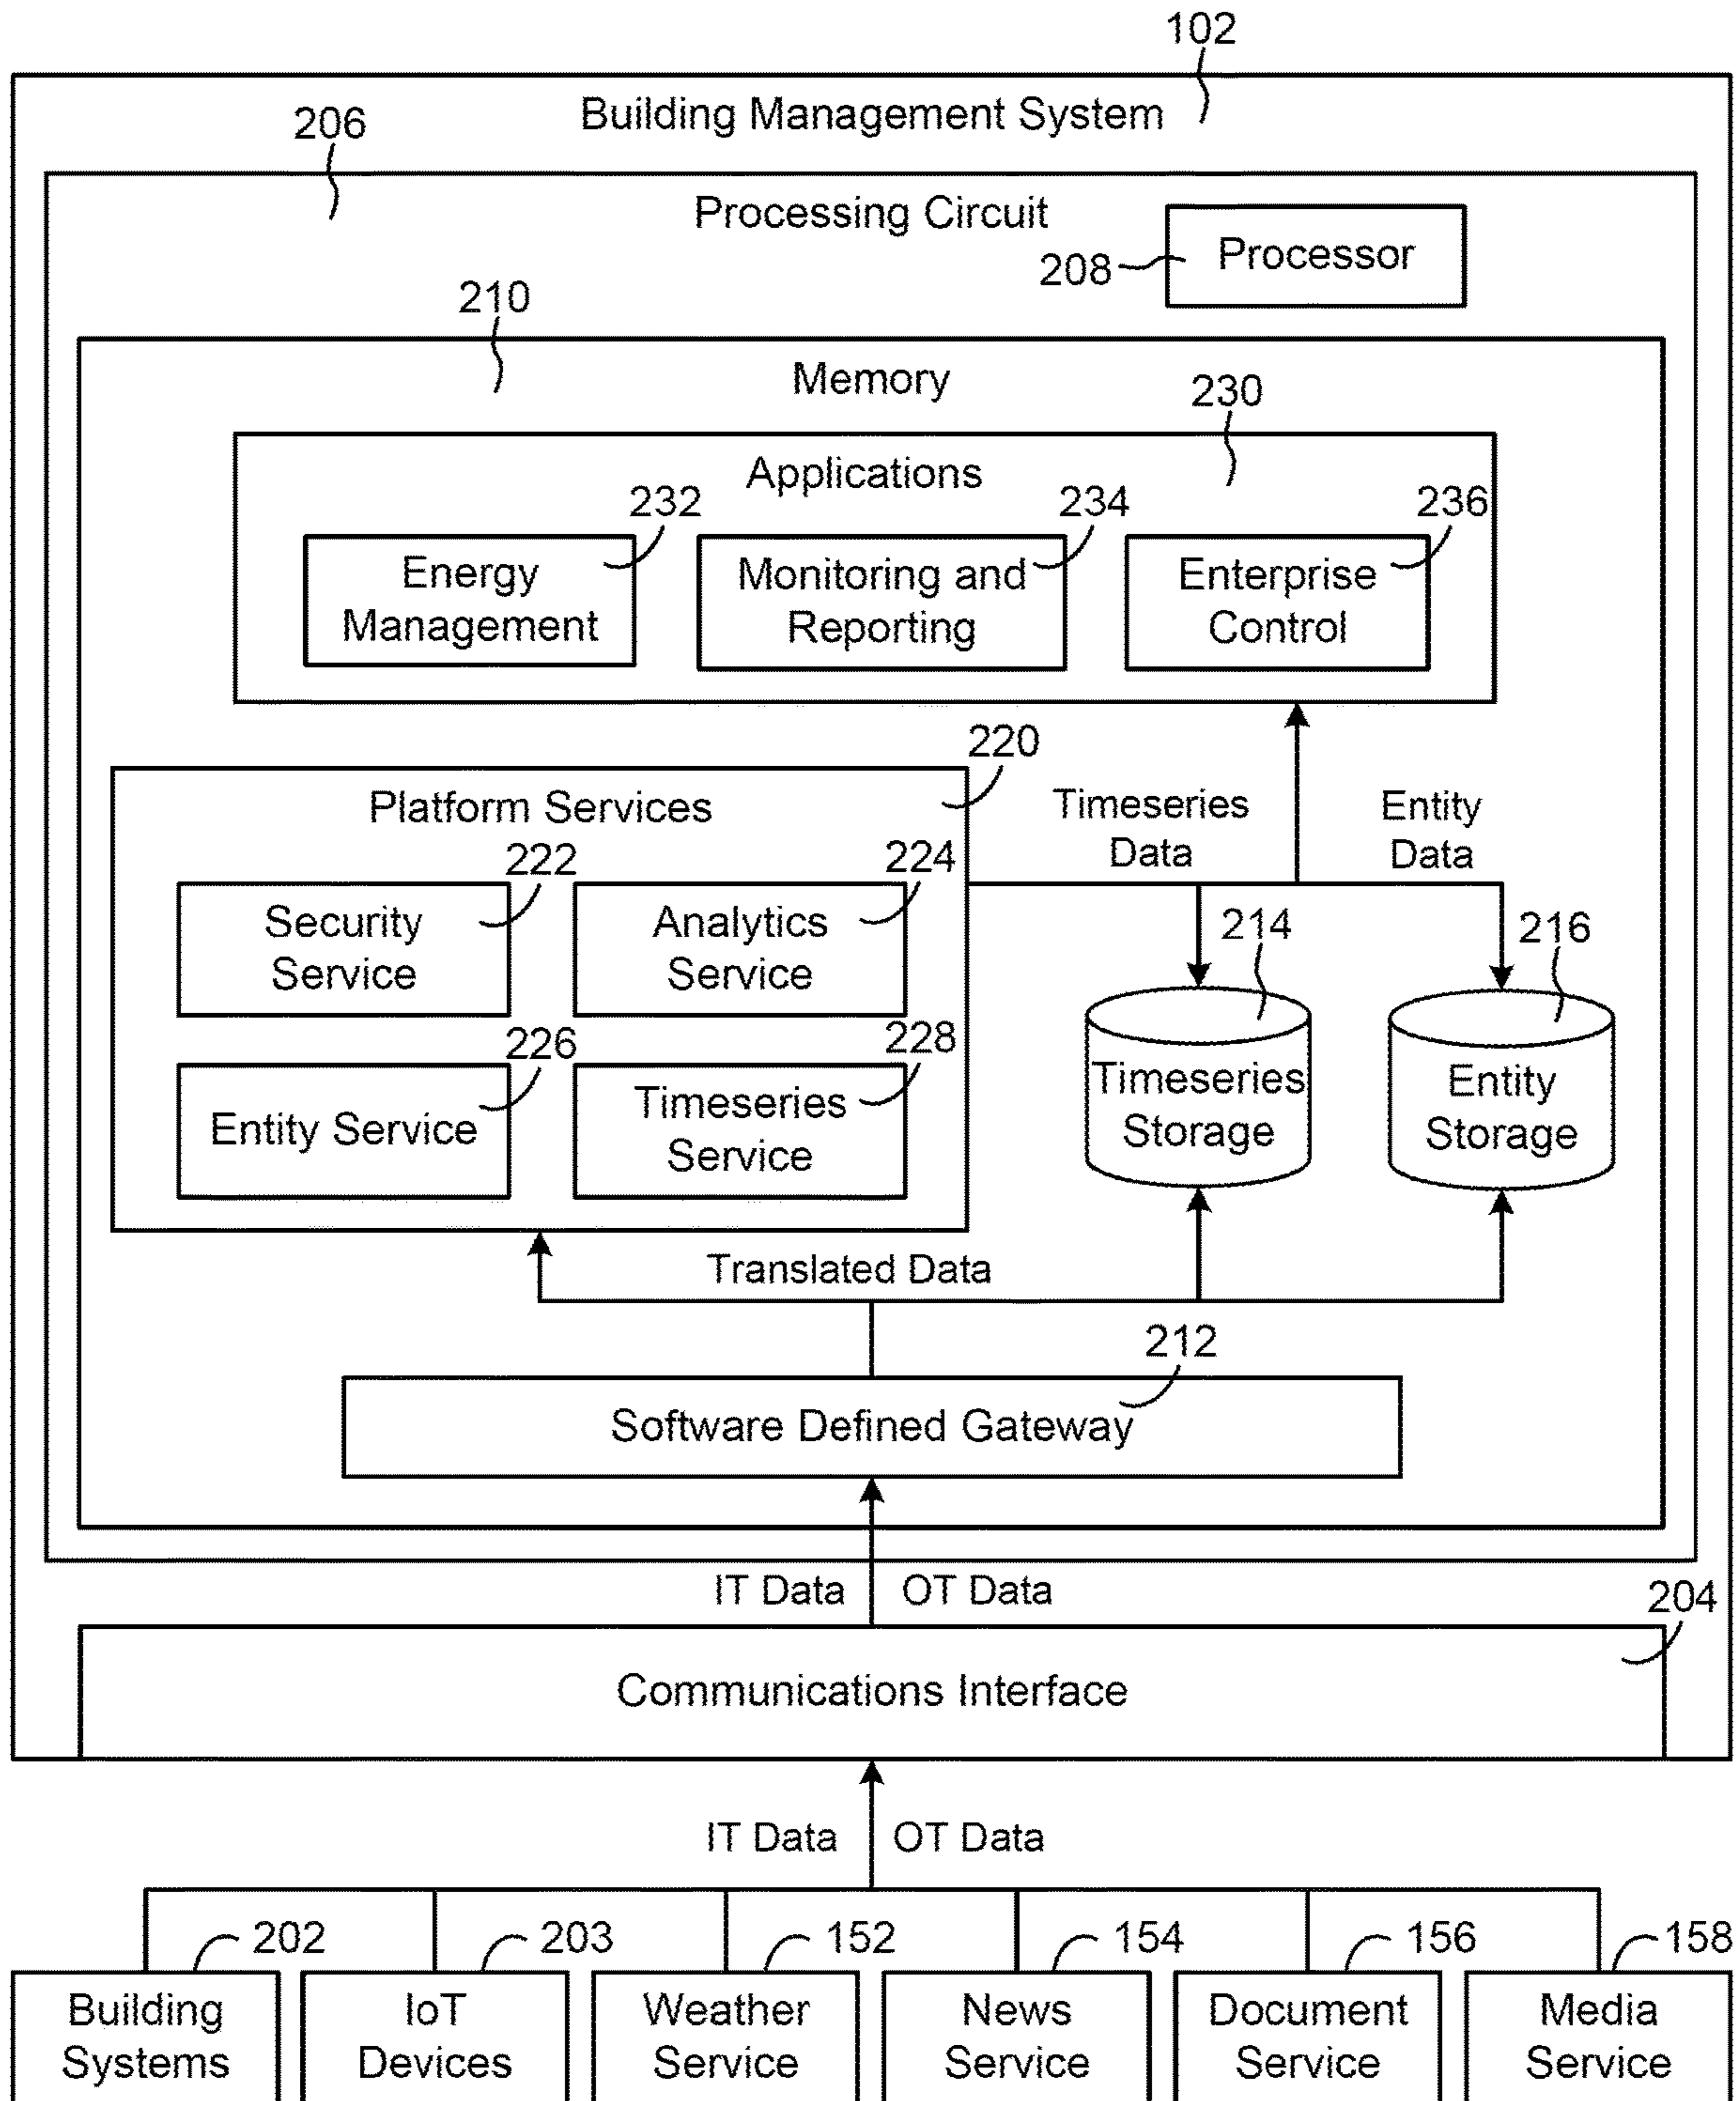 102
Building Management System
206
Processing Circuit
Processor
208
210
Memory
230
Applications
232
234
236
Energy
Management
Monitoring and
Reporting
Enterprise
Control
220
Platform Services
Timeseries
Data
Entity
Data
222
224
Security
Service
Analytics
Service
214
216
226
228
Entity Service
Timeseries
Service
Timeseries
Storage
Entity
Storage
Translated Data
212
Software Defined Gateway
IT Data
OT Data
204
Communications Interface
IT Data
OT Data
202
203
152
154
156
158
Building
Systems
IoT
Devices
Weather
Service
News
Service
Document
Service
Media
Service